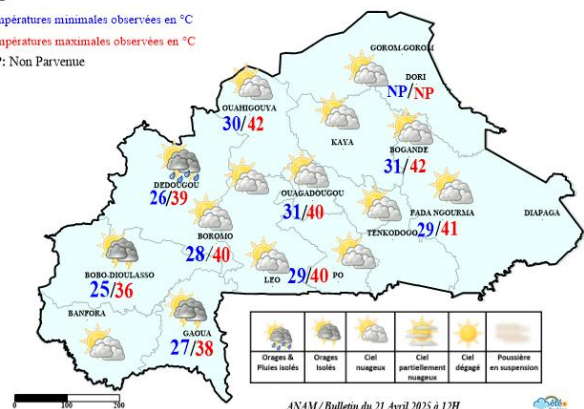 températures minimales observées en °C
températures maximales observées en °C
P: Non Parvenue
GOROM-GOROM
DORI
NP/NP
OUAHIGOUYA
30/42
KAYA
BOGANDE
31/42
DEDOUGOU
26/39
OUAGADOUGOU
31/40
FADA NGOURMA
29/41
DIAPAGA
BOROMO
28/40
TENKODOGO
BOBO-DIOULASSO
25/36
LEO
29/40
PO
BANFORA
GAOUA
27/38
Orages & Pluies isolés
Orages Isolés
Ciel nuageux
Ciel partiellement nuageux
Ciel dégagé
Poussière en suspension
0 100 200
ANAM / Bulletin du 21 Avril 2025 à 12H